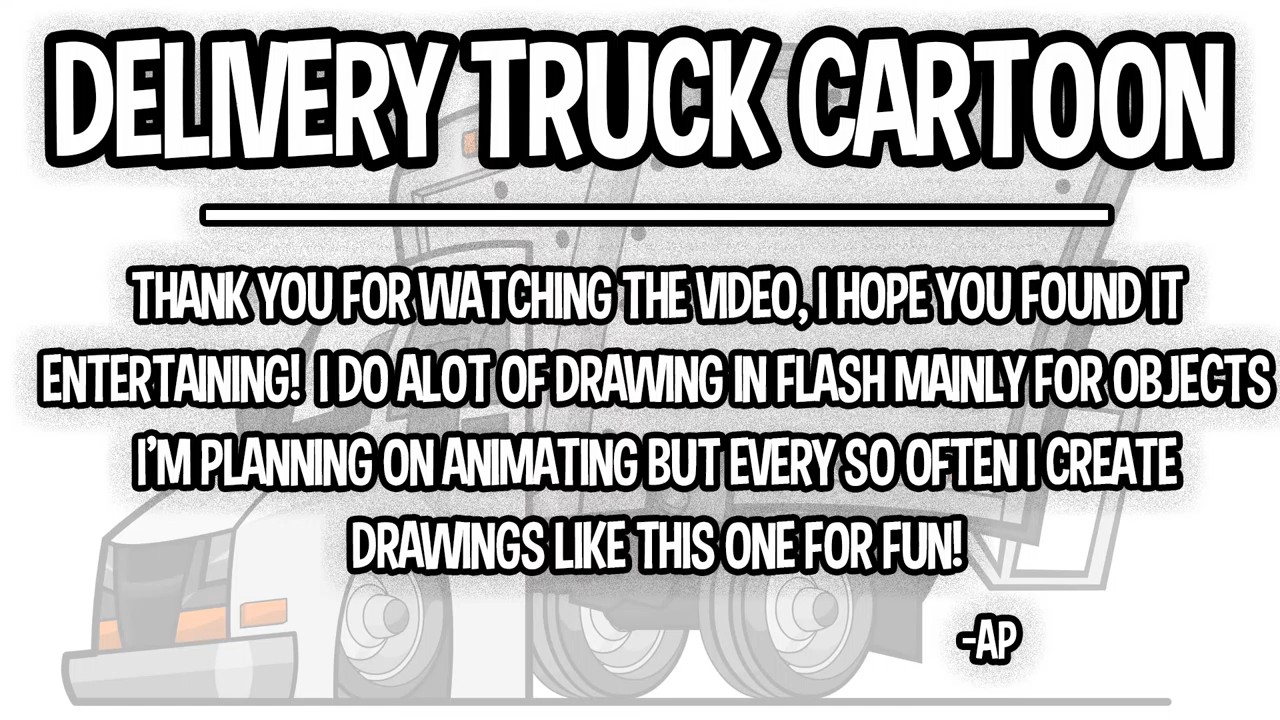 DELIVERY TRUCK CARTOON
THANK YOU FOR WATCHING THE VIDEO, I HOPE YOU FOUND IT
ENTERTAINING! I DO ALOT OF DRAWING IN FLASH MAINLY FOR OBJECTS
I'M PLANNING ON ANIMATING BUT EVERY SO OFTEN I CREATE
DRAWINGS LIKE THIS ONE FOR FUN!
-AP